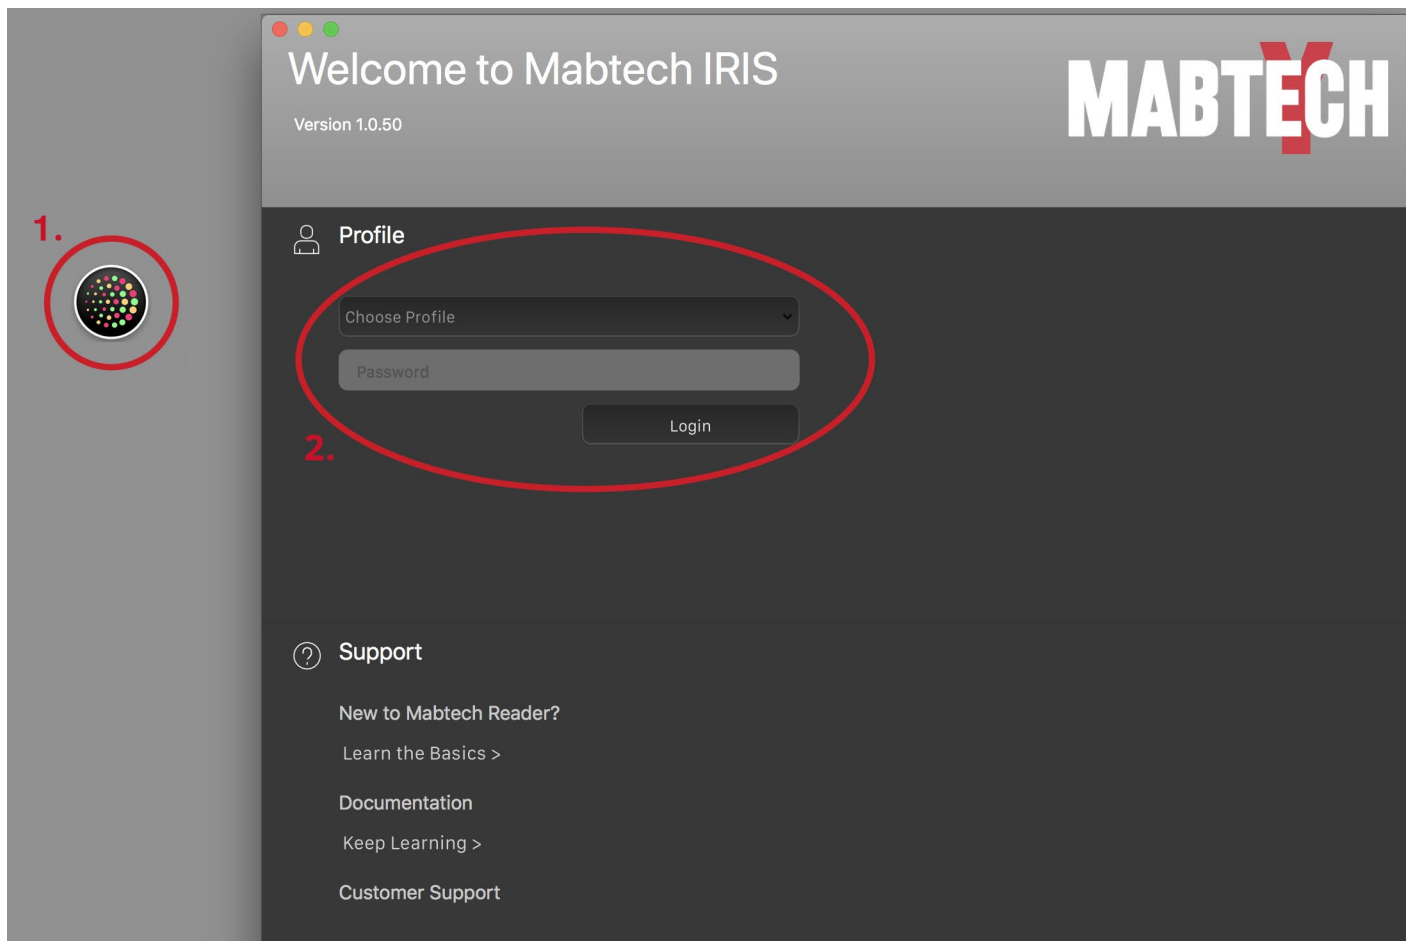 Welcome to Mabtech IRIS
MABTECH
Version 1.0.50
1.
Profile
Choose Profile
Password
Login
2.
Support
New to Mabtech Reader?
Learn the Basics >
Documentation
Keep Learning >
Customer Support